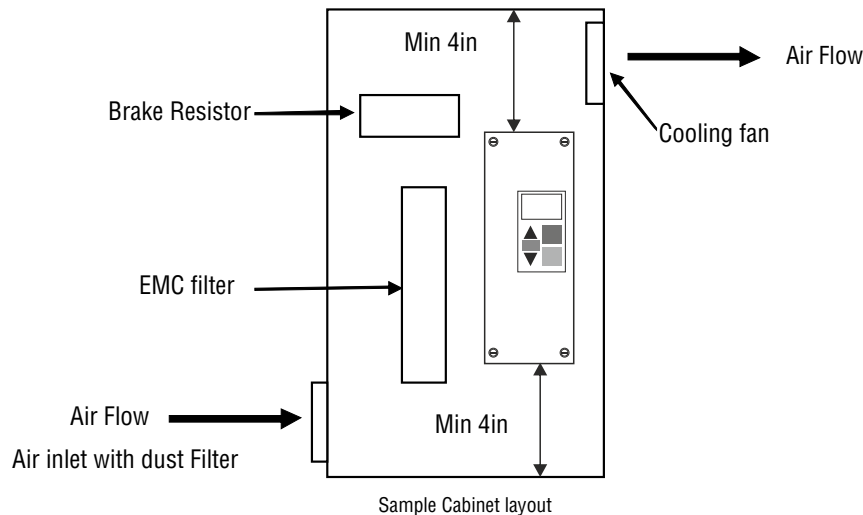 Min 4in
Air Flow
Brake Resistor
Cooling fan
EMC filter
Air Flow
Min 4in
Air inlet with dust Filter
Sample Cabinet layout